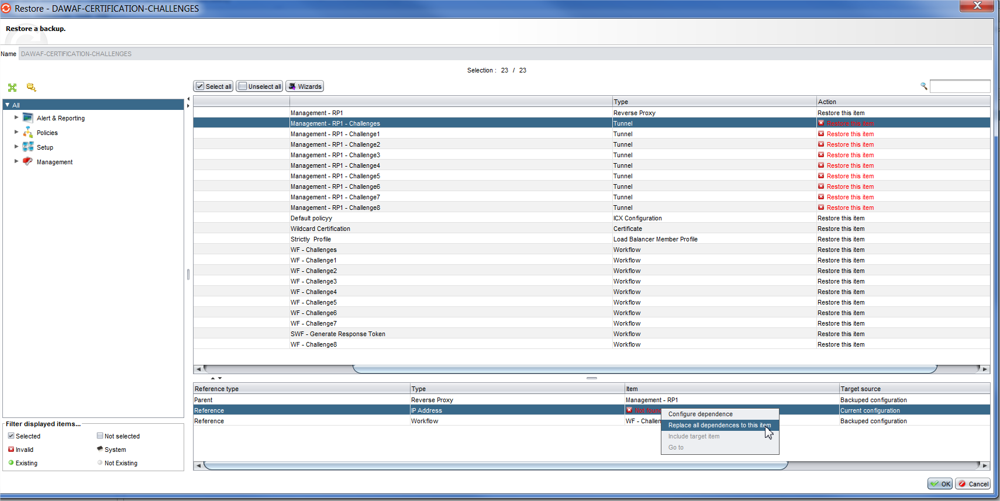 Restore - DAWAF-CERTIFICATION-CHALLENGES
Restore a backup.
Name DAWAF-CERTIFICATION-CHALLENGES
Selection : 23 / 23
Select all Unselect all Wizards
All
Alert & Reporting
Policies
Setup
Management
Type Action
Management - RP1 Reverse Proxy Restore this item
Management - RP1 - Challenges Tunnel Restore this item
Management - RP1 - Challenge1 Tunnel Restore this item
Management - RP1 - Challenge2 Tunnel Restore this item
Management - RP1 - Challenge3 Tunnel Restore this item
Management - RP1 - Challenge4 Tunnel Restore this item
Management - RP1 - Challenge5 Tunnel Restore this item
Management - RP1 - Challenge6 Tunnel Restore this item
Management - RP1 - Challenge7 Tunnel Restore this item
Management - RP1 - Challenge8 Tunnel Restore this item
Default policyy ICX Configuration Restore this item
Wildcard Certification Certificate Restore this item
Strictly Profile Load Balancer Member Profile Restore this item
WF - Challenges Workflow Restore this item
WF - Challenge1 Workflow Restore this item
WF - Challenge2 Workflow Restore this item
WF - Challenge3 Workflow Restore this item
WF - Challenge4 Workflow Restore this item
WF - Challenge5 Workflow Restore this item
WF - Challenge6 Workflow Restore this item
WF - Challenge7 Workflow Restore this item
SWF - Generate Response Token Workflow Restore this item
WF - Challenge8 Workflow Restore this item
Reference type Type Item Target source
Parent Reverse Proxy Management - RP1 Backuped configuration
Reference IP Address Not found Current configuration
Reference Workflow WF - Challen Backuped configuration
Configure dependence
Replace all dependences to this item
Include target item
Go to
Filter displayed items...
Selected Not selected
Invalid System
Existing Not Existing
OK Cancel